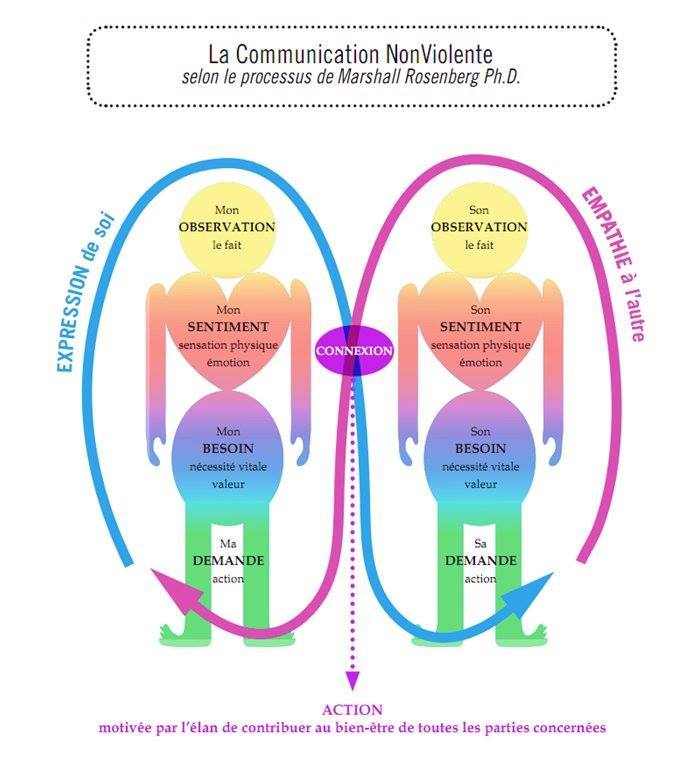 La Communication NonViolente
selon le processus de Marshall Rosenberg Ph.D.
EXPRESSION de soi
Mon
OBSERVATION
le fait
Mon
SENTIMENT
sensation physique
émotion
Mon
BESOIN
nécessité vitale
valeur
Ma
DEMANDE
action
CONNEXION
Son
OBSERVATION
le fait
Son
SENTIMENT
sensation physique
émotion
Son
BESOIN
nécessité vitale
valeur
Sa
DEMANDE
action
EMPATHIE à l'autre
ACTION
motivée par l'élan de contribuer au bien-être de toutes les parties concernées